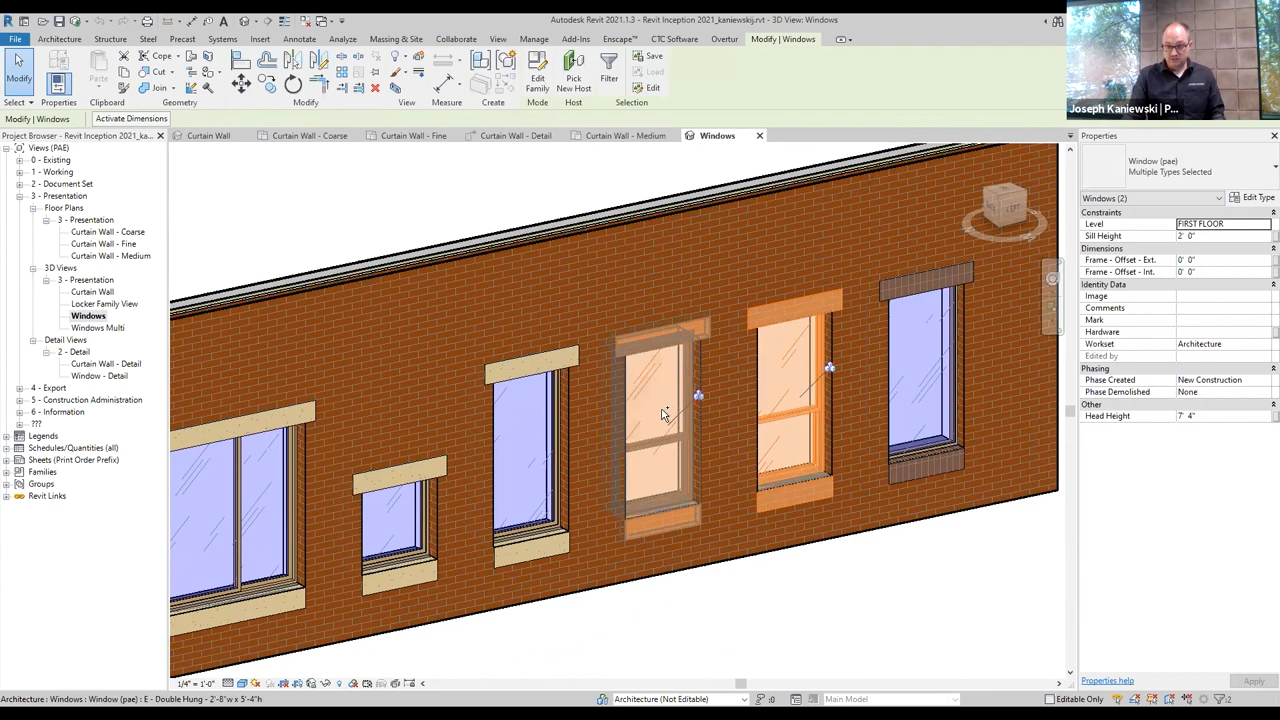 Autodesk Revit 2021.1.3 - Revit Inception 2021_kaniewskij.rvt - 3D View: Windows
File Architecture Structure Steel Precast Systems Insert Annotate Analyze Massing & Site Collaborate View Manage Add-Ins Enscape™ CTC Software Overtur Modify | Windows
Modify
Paste
Cope
Cut
Join
Edit Family
Pick New Host
Filter
Save
Load
Edit
Select Properties Clipboard Geometry Modify View Measure Create Mode Host Selection
Joseph Kaniewski | P...
Modify | Windows Activate Dimensions
Project Browser - Revit Inception 2021_ka...
Curtain Wall Curtain Wall - Coarse Curtain Wall - Fine Curtain Wall - Detail Curtain Wall - Medium Windows
Views (PAE)
0 - Existing
1 - Working
2 - Document Set
3 - Presentation
Floor Plans
3 - Presentation
Curtain Wall - Coarse
Curtain Wall - Fine
Curtain Wall - Medium
3D Views
3 - Presentation
Curtain Wall
Locker Family View
Windows
Windows Multi
Detail Views
2 - Detail
Curtain Wall - Detail
Window - Detail
4 - Export
5 - Construction Administration
6 - Information
???
Legends
Schedules/Quantities (all)
Sheets (Print Order Prefix)
Families
Groups
Revit Links
LEFT
Properties
Window (pae)
Multiple Types Selected
Windows (2) Edit Type
Constraints
Level FIRST FLOOR
Sill Height 2' 0"
Dimensions
Frame - Offset - Ext. 0' 0"
Frame - Offset - Int. 0' 0"
Identity Data
Image
Comments
Mark
Hardware
Workset Architecture
Edited by
Phasing
Phase Created New Construction
Phase Demolished None
Other
Head Height 7' 4"
Properties help Apply
1/4" = 1'-0"
Architecture : Windows : Window (pae) : E - Double Hung - 2'-8"w x 5'-4"h
Architecture (Not Editable) :0 Main Model Editable Only :2